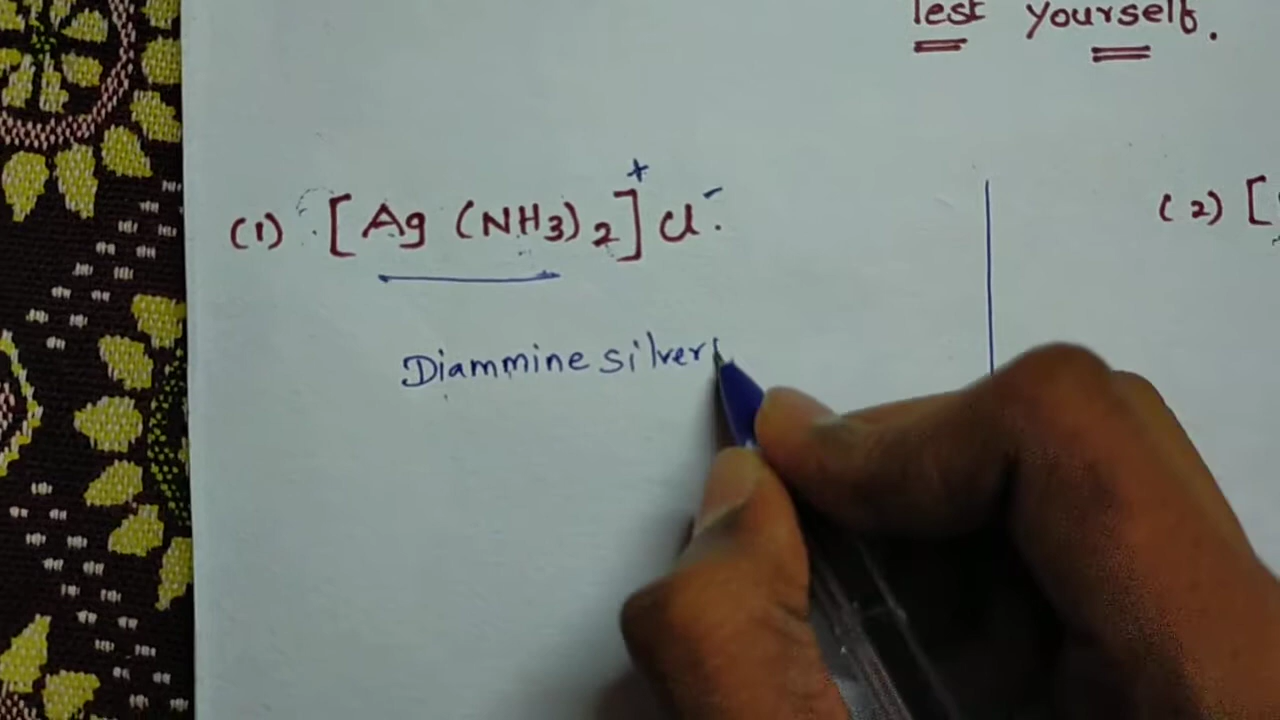 Test yourself.
(1) [Ag (NH3)2]+ Cl-.
(2) [
Diammine silver(